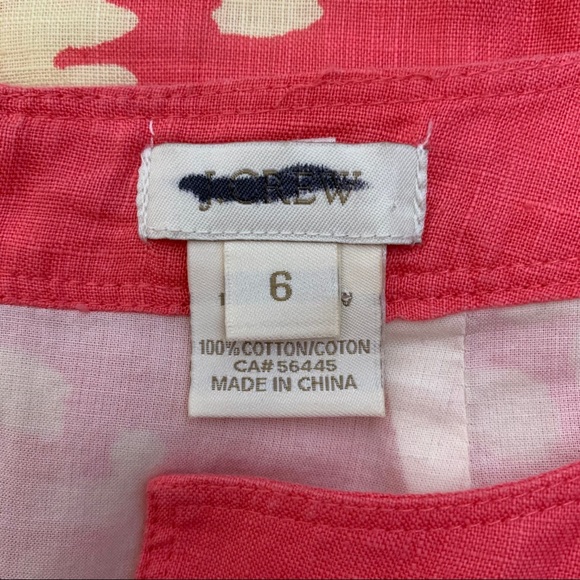 J.CREW
6
100% COTTON/COTON
CA# 56445
MADE IN CHINA